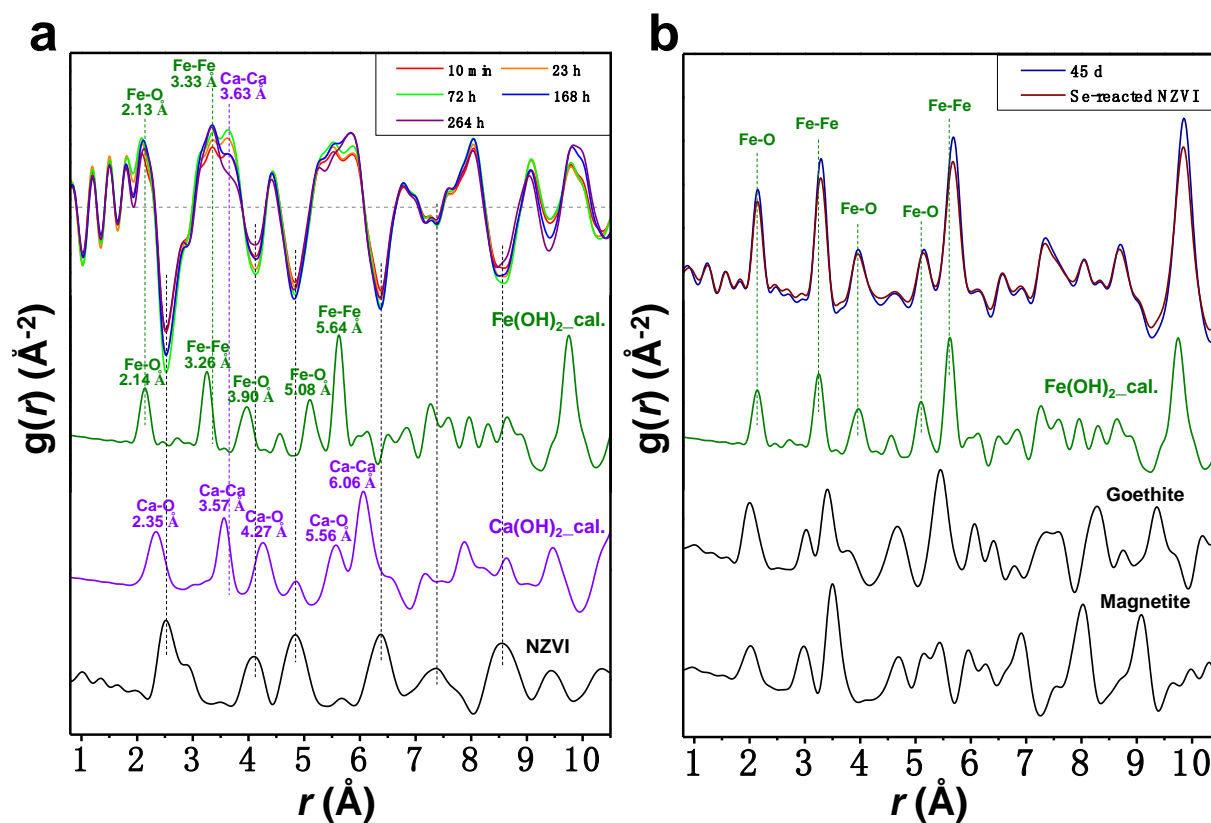 a
b
10 min
23 h
72 h
168 h
264 h
Fe-Fe
3.33 Å
Ca-Ca
3.63 Å
Fe-O
2.13 Å
Fe-Fe
5.64 Å
Fe(OH)2_cal.
Fe-Fe
3.26 Å
Fe-O
2.14 Å
Fe-O
3.90 Å
Fe-O
5.08 Å
Ca-Ca
6.06 Å
Ca-O
2.35 Å
Ca-Ca
3.57 Å
Ca-O
4.27 Å
Ca-O
5.56 Å
Ca(OH)2_cal.
NZVI
g(r) (Å-2)
1 2 3 4 5 6 7 8 9 10
r (Å)
45 d
Se-reacted NZVI
Fe-O
Fe-Fe
Fe-O
Fe-O
Fe-Fe
Fe(OH)2_cal.
Goethite
Magnetite
g(r) (Å-2)
1 2 3 4 5 6 7 8 9 10
r (Å)